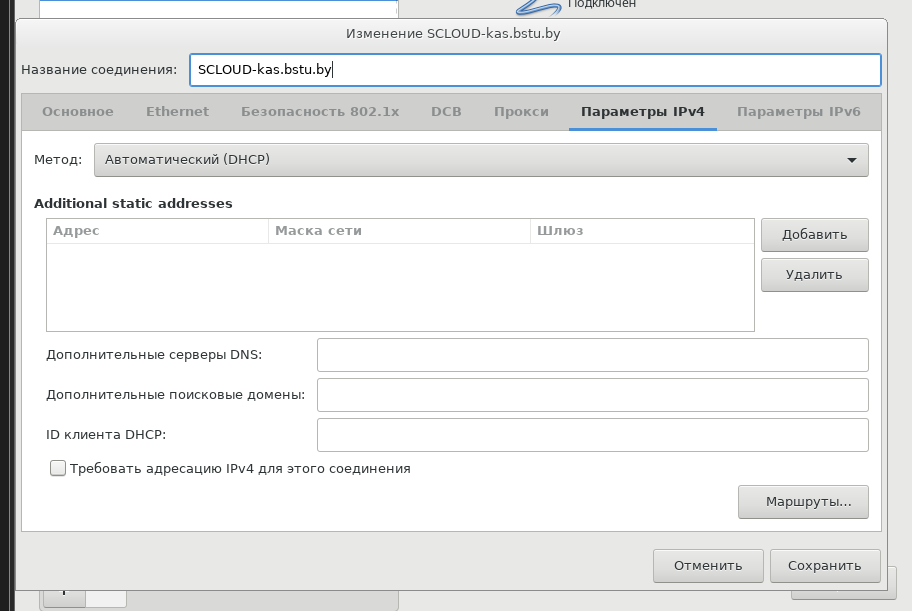 Подключен
Изменение SCLOUD-kas.bstu.by
Название соединения: SCLOUD-kas.bstu.by
Основное Ethernet Безопасность 802.1x DCB Прокси Параметры IPv4 Параметры IPv6
Метод: Автоматический (DHCP)
Additional static addresses
Адрес Маска сети Шлюз
Добавить
Удалить
Дополнительные серверы DNS:
Дополнительные поисковые домены:
ID клиента DHCP:
Требовать адресацию IPv4 для этого соединения
Маршруты...
Отменить Сохранить